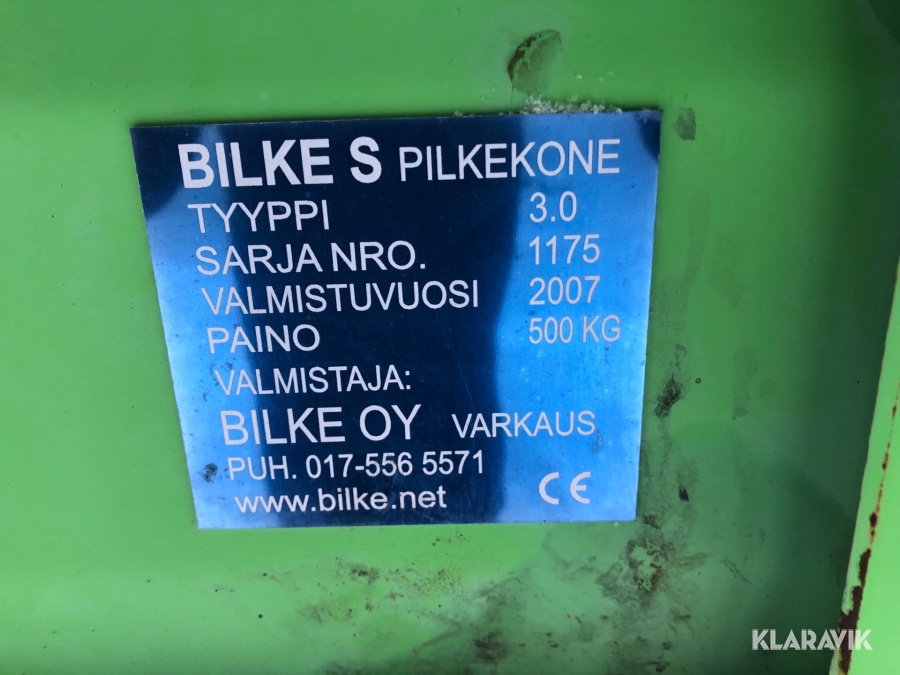 BILKE S PILKEKONE
TYYPPI 3.0
SARJA NRO. 1175
VALMISTUVUOSI 2007
PAINO 500 KG
VALMISTAJA:
BILKE OY VARKAUS
PUH. 017-556 5571
www.bilke.net CE
KLARAVIK